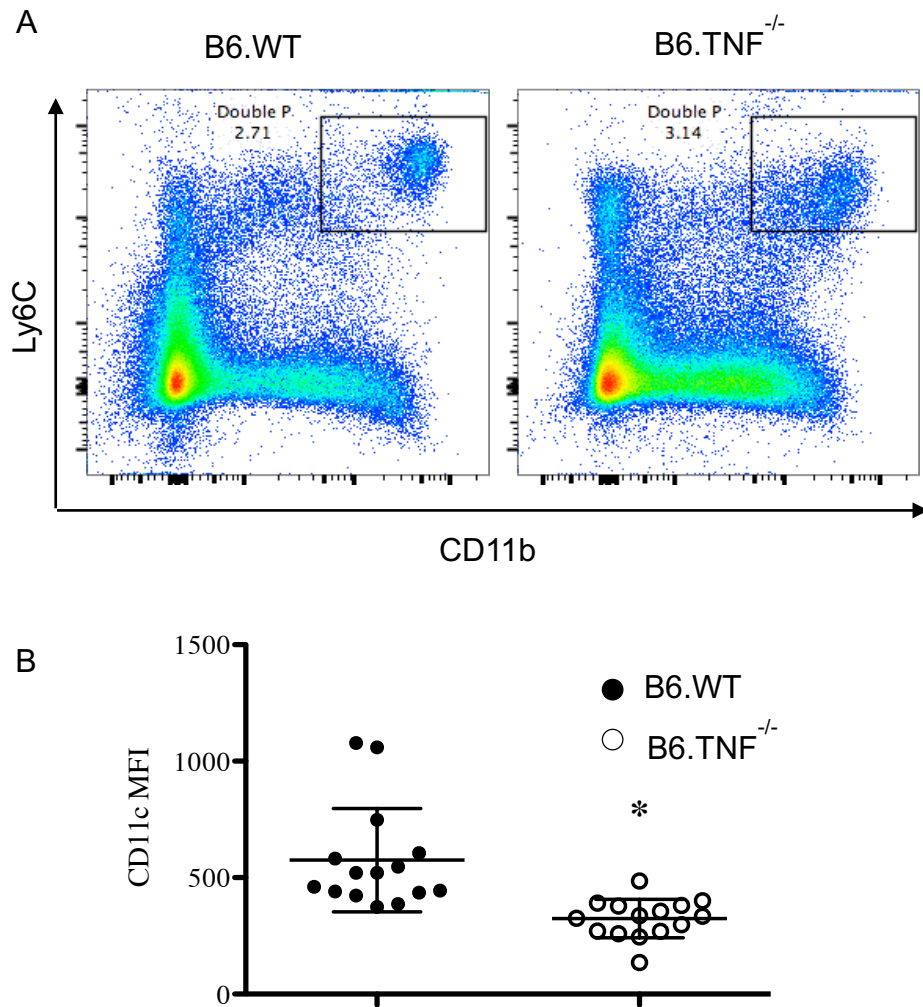 A
B6.WT
B6.TNF-/-
Double P
2.71
Double P
3.14
Ly6C
CD11b
B
1500
1000
500
0
CD11c MFI
B6.WT
B6.TNF-/-
*